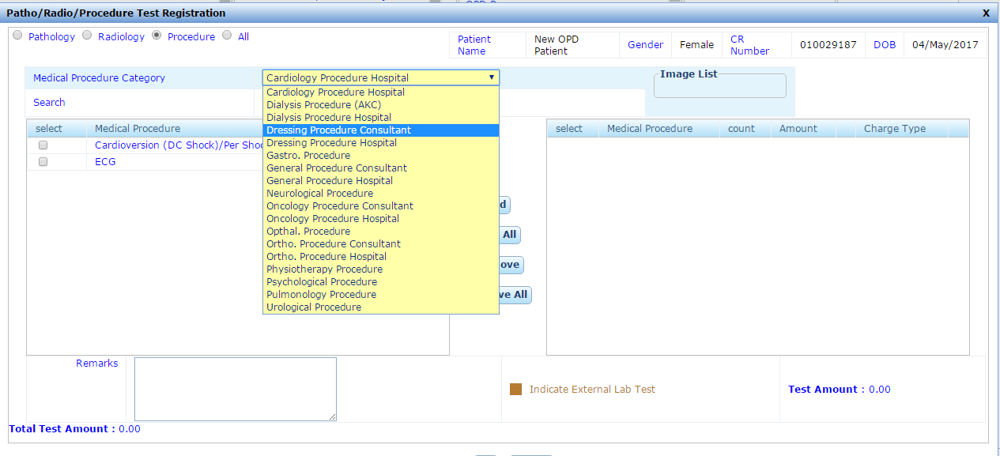 Patho/Radio/Procedure Test Registration X
Pathology Radiology Procedure All
Patient Name New OPD Patient Gender Female CR Number 010029187 DOB 04/May/2017
Medical Procedure Category Cardiology Procedure Hospital
Image List
Search
Cardiology Procedure Hospital
Dialysis Procedure (AKC)
Dialysis Procedure Hospital
Dressing Procedure Consultant
Dressing Procedure Hospital
Gastro. Procedure
General Procedure Consultant
General Procedure Hospital
Neurological Procedure
Oncology Procedure Consultant
Oncology Procedure Hospital
Opthal. Procedure
Ortho. Procedure Consultant
Ortho. Procedure Hospital
Physiotherapy Procedure
Psychological Procedure
Pulmonology Procedure
Urological Procedure
select Medical Procedure
Cardioversion (DC Shock)/Per Shoc
ECG
d
All
ove
ve All
select Medical Procedure count Amount Charge Type
Remarks
Indicate External Lab Test
Test Amount : 0.00
Total Test Amount : 0.00